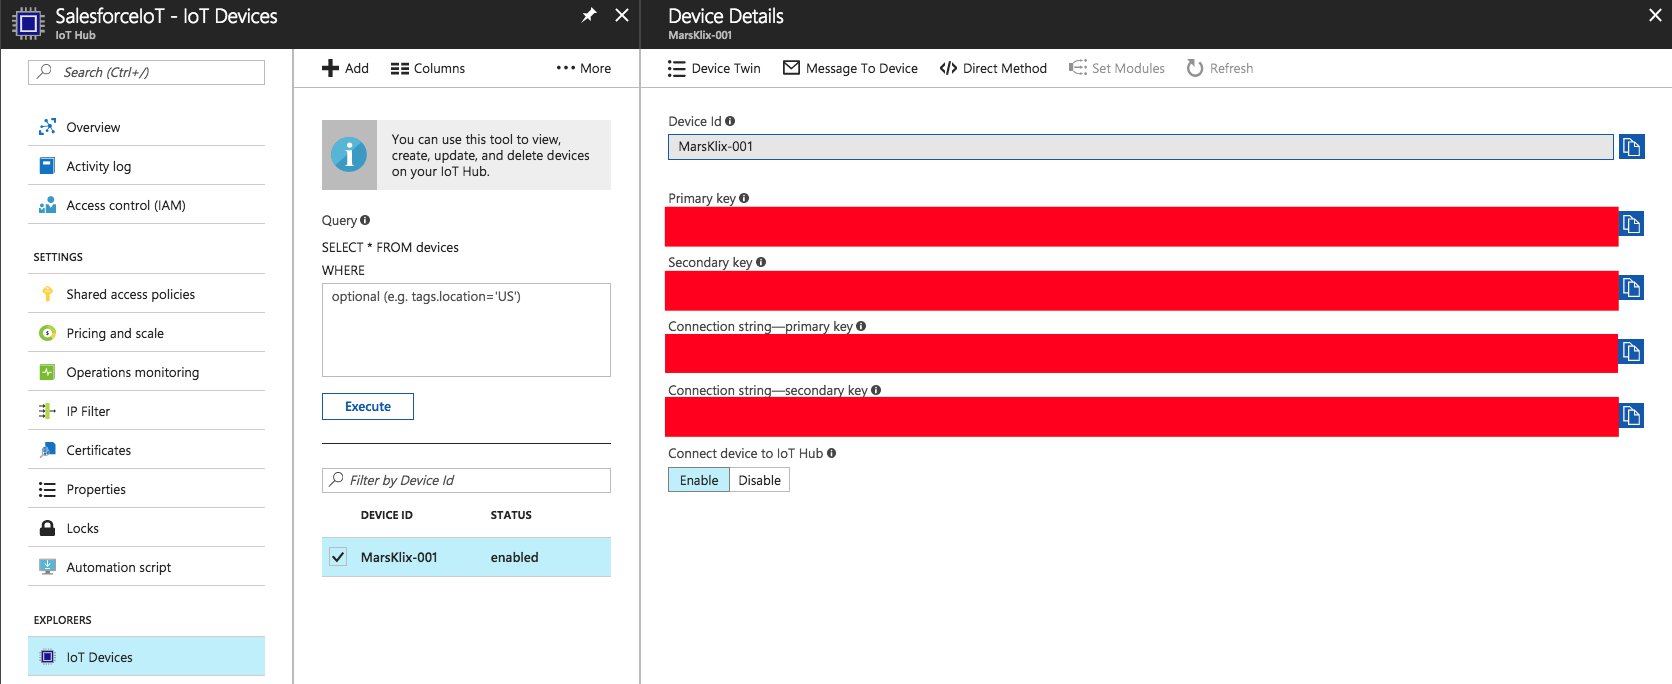 SalesforceIoT - IoT Devices
IoT Hub
Search (Ctrl+/)
Overview
Activity log
Access control (IAM)
SETTINGS
Shared access policies
Pricing and scale
Operations monitoring
IP Filter
Certificates
Properties
Locks
Automation script
EXPLORERS
IoT Devices
Add
Columns
More
You can use this tool to view,
create, update, and delete devices
on your IoT Hub.
Query
SELECT * FROM devices
WHERE
optional (e.g. tags.location='US')
Execute
Filter by Device Id
DEVICE ID STATUS
MarsKlix-001 enabled
Device Details
MarsKlix-001
Device Twin
Message To Device
Direct Method
Set Modules
Refresh
Device Id
MarsKlix-001
Primary key
Secondary key
Connection string—primary key
Connection string—secondary key
Connect device to IoT Hub
Enable Disable